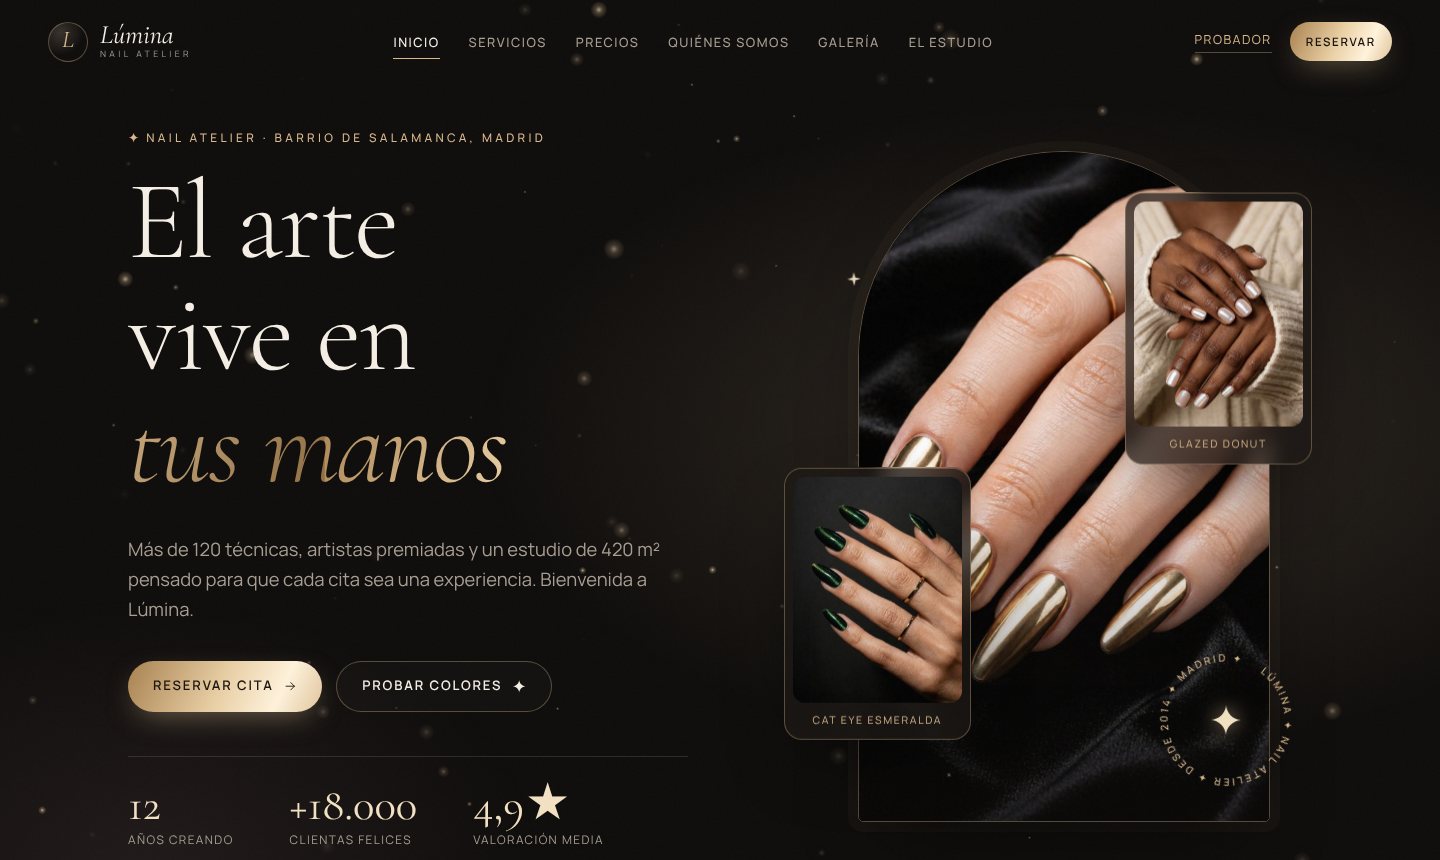 L
Lúmina
NAIL ATELIER
INICIO
SERVICIOS
PRECIOS
QUIÉNES SOMOS
GALERÍA
EL ESTUDIO
PROBADOR
RESERVAR
✦ NAIL ATELIER · BARRIO DE SALAMANCA, MADRID
El arte
vive en
tus manos
Más de 120 técnicas, artistas premiadas y un estudio de 420 m²
pensado para que cada cita sea una experiencia. Bienvenida a
Lúmina.
RESERVAR CITA →
PROBAR COLORES ✦
12
AÑOS CREANDO
+18.000
CLIENTAS FELICES
4,9★
VALORACIÓN MEDIA
GLAZED DONUT
CAT EYE ESMERALDA
LÚMINA ✦ NAIL ATELIER ✦ DESDE 2014 ✦ MADRID ✦